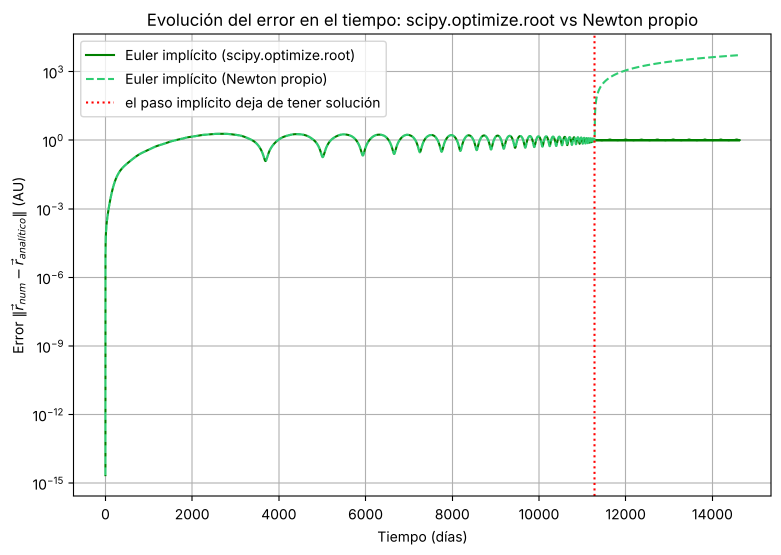 Evolución del error en el tiempo: scipy.optimize.root vs Newton propio
Euler implícito (scipy.optimize.root)
Euler implícito (Newton propio)
el paso implícito deja de tener solución
10³
10⁰
10⁻³
10⁻⁶
10⁻⁹
10⁻¹²
10⁻¹⁵
Error ‖r⃗_num − r⃗_analítico‖ (AU)
0 2000 4000 6000 8000 10000 12000 14000
Tiempo (días)